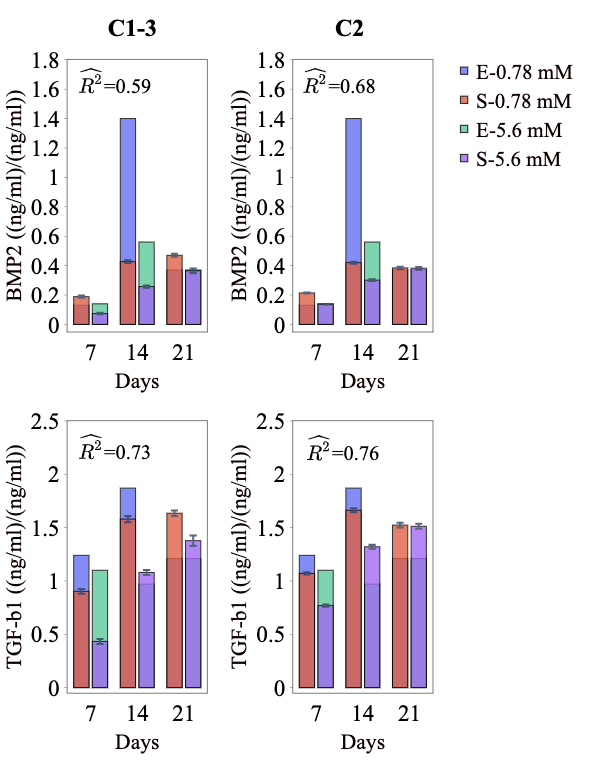 C1-3
C2
BMP2 ((ng/ml)/(ng/ml))
1.8
1.6
1.4
1.2
1
0.8
0.6
0.4
0.2
0
R²=0.59
7 14 21
Days
BMP2 ((ng/ml)/(ng/ml))
1.8
1.6
1.4
1.2
1
0.8
0.6
0.4
0.2
0
R²=0.68
7 14 21
Days
E-0.78 mM
S-0.78 mM
E-5.6 mM
S-5.6 mM
TGF-b1 ((ng/ml)/(ng/ml))
2.5
2
1.5
1
0.5
0
R²=0.73
7 14 21
Days
TGF-b1 ((ng/ml)/(ng/ml))
2.5
2
1.5
1
0.5
0
R²=0.76
7 14 21
Days